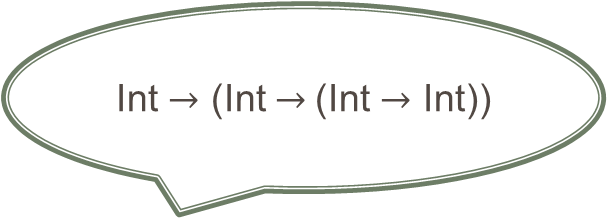 Int → (Int → (Int → Int))